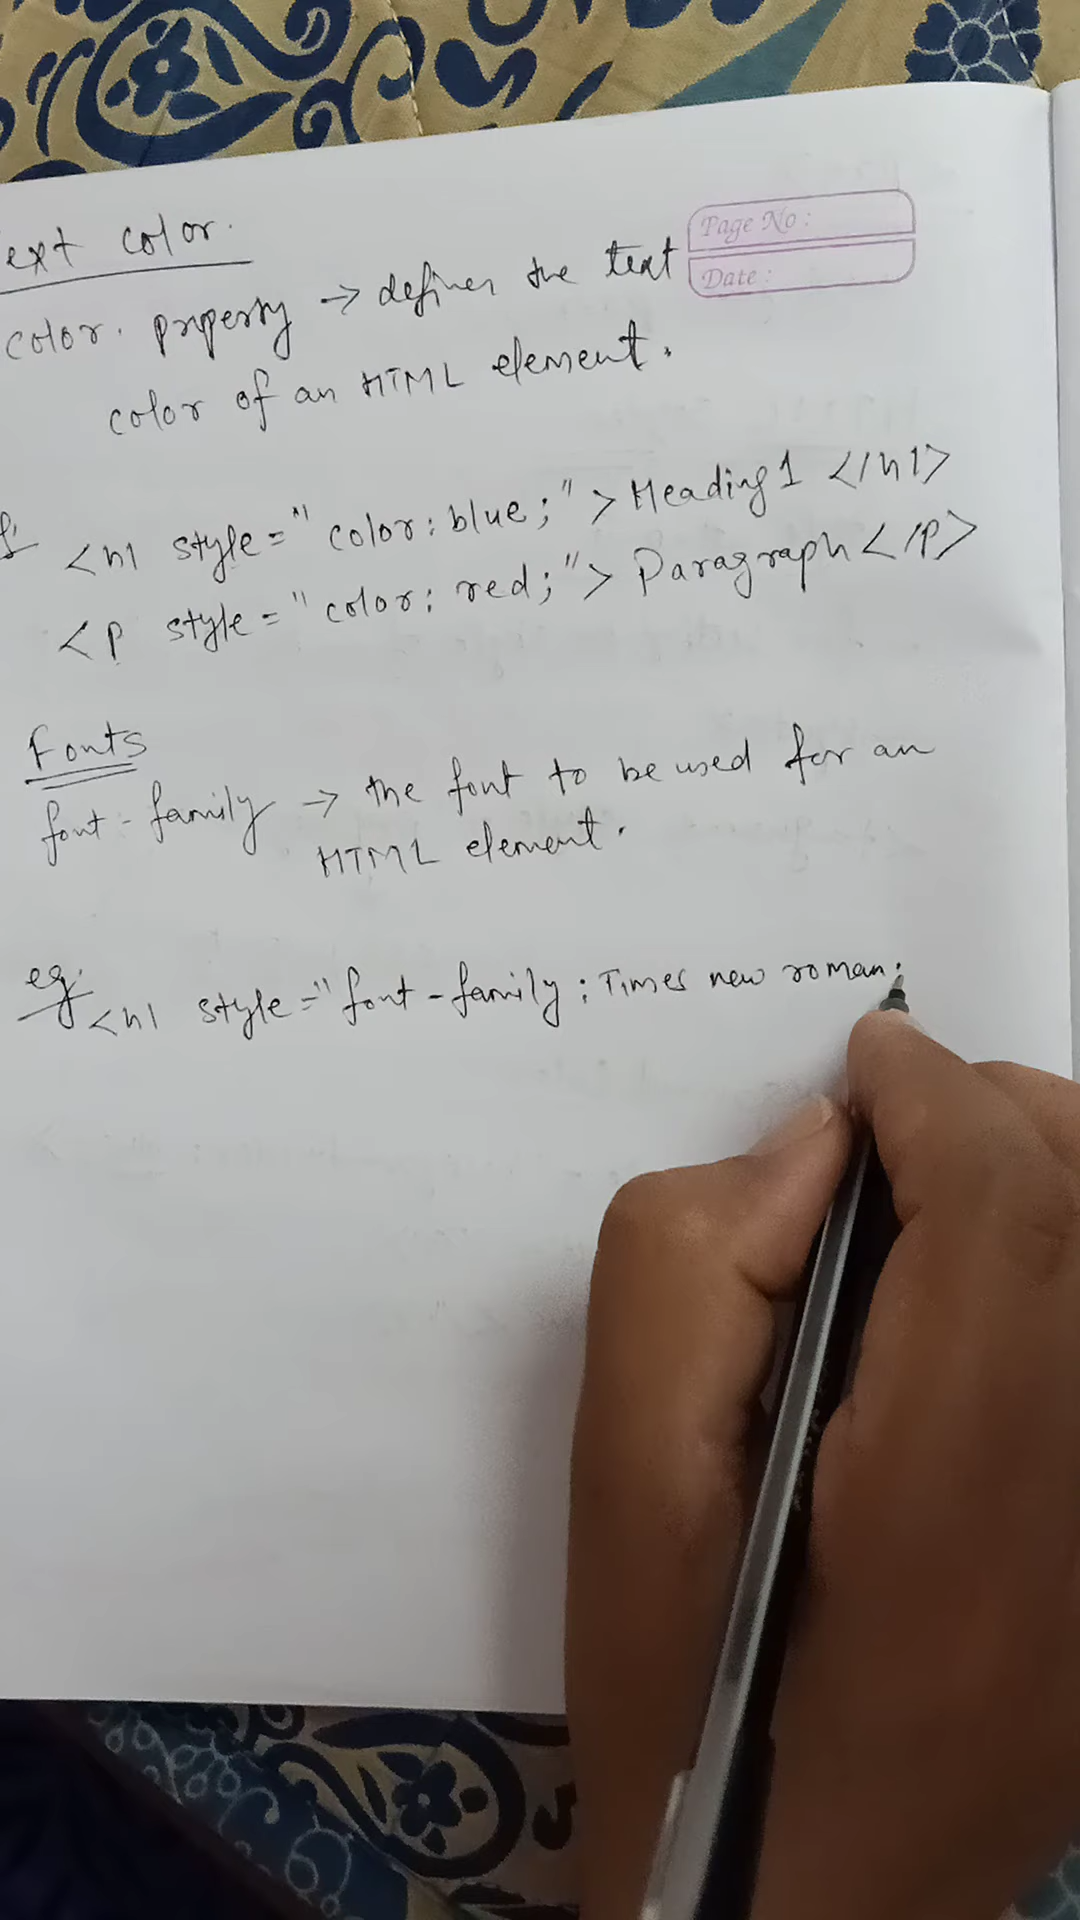 ext color.
Page No :
Date :
color. property → defines the text
color of an HTML element.
<h1 style="color: blue;"> Heading 1 </h1>
<p style="color: red;"> Paragraph </p>
Fonts
font-family → the font to be used for an
HTML element.
eg.
<h1 style="font-family: Times new roman;